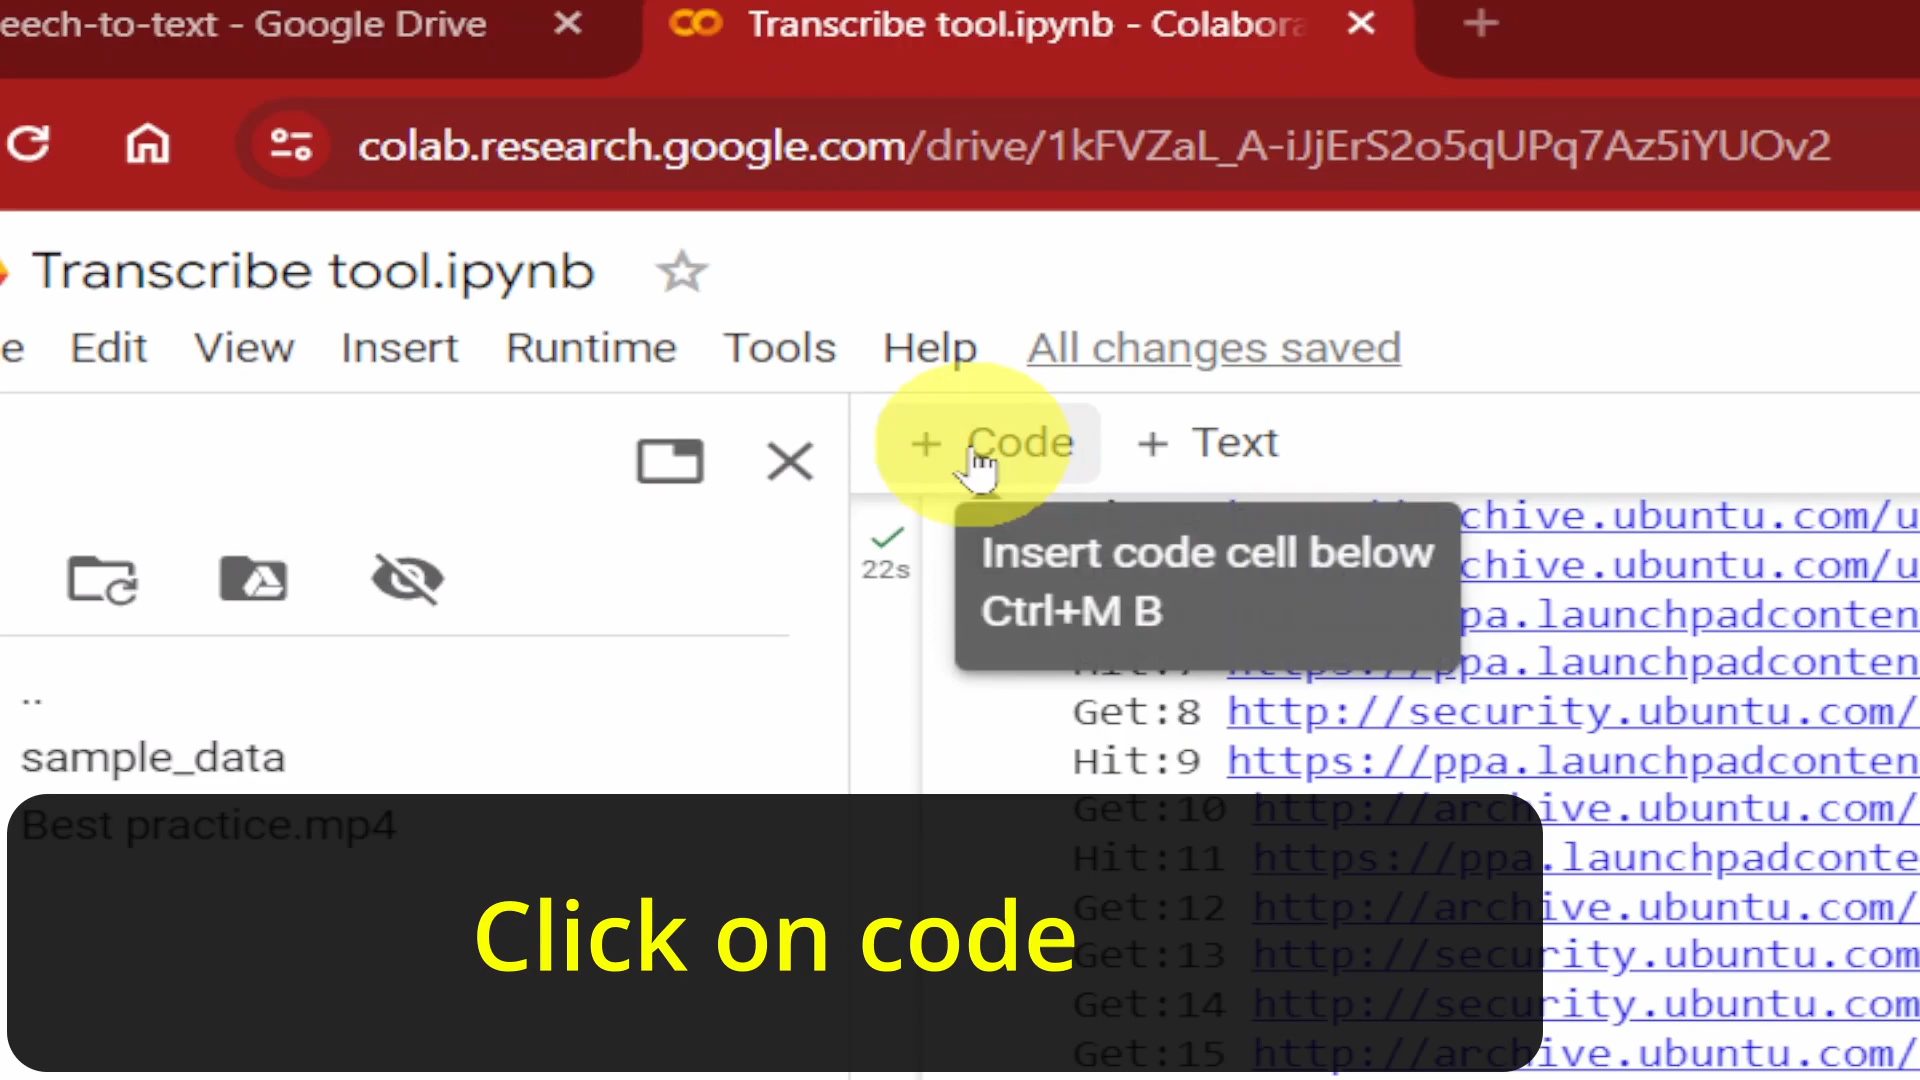 eech-to-text - Google Drive
Transcribe tool.ipynb - Colabora
colab.research.google.com/drive/1kFVZaL_A-iJjErS2o5qUPq7Az5iYUOv2
Transcribe tool.ipynb
e Edit View Insert Runtime Tools Help All changes saved
+ Code + Text
22s
Insert code cell below
Ctrl+M B
chive.ubuntu.com/u
chive.ubuntu.com/u
ppa.launchpadconten
Hit:7 https://ppa.launchpadconten
Get:8 http://security.ubuntu.com/
Hit:9 https://ppa.launchpadconten
Get:10 http://archive.ubuntu.com/
Hit:11 https://ppa.launchpadconte
Get:12 http://archive.ubuntu.com/
Get:13 http://security.ubuntu.com
Get:14 http://security.ubuntu.com
Get:15 http://archive.ubuntu.com/
..
sample_data
Best practice.mp4
Click on code